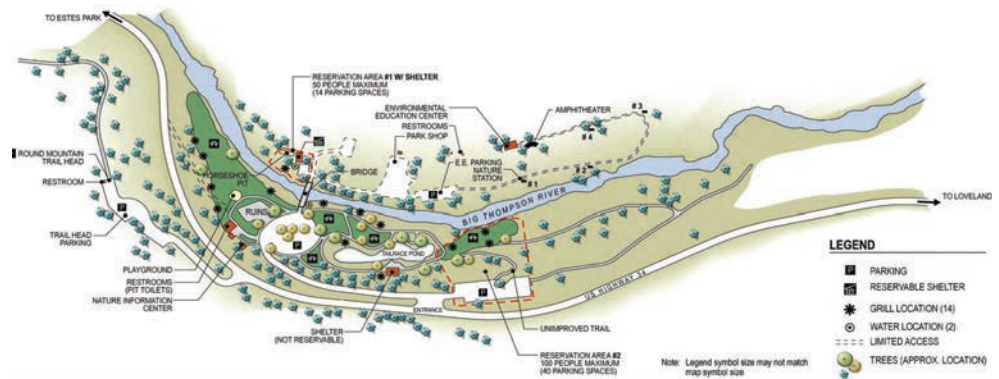 TO ESTES PARK
RESERVATION AREA #1 W/ SHELTER
50 PEOPLE MAXIMUM
(14 PARKING SPACES)
ENVIRONMENTAL
EDUCATION CENTER
RESTROOMS
PARK SHOP
AMPHITHEATER
# 3
# 4
E.E. PARKING
NATURE
STATION
# 2
#1
P
ROUND MOUNTAIN
TRAIL HEAD
RESTROOM
P
TRAIL HEAD
PARKING
HORSESHOE
PIT
BRIDGE
RUINS
BIG THOMPSON RIVER
TO LOVELAND
TAILRACE POND
P
P
PLAYGROUND
RESTROOMS
(PIT TOILETS)
NATURE INFORMATION
CENTER
SHELTER
(NOT RESERVABLE)
ENTRANCE
US HIGHWAY 34
UNIMPROVED TRAIL
RESERVATION AREA #2
100 PEOPLE MAXIMUM
(40 PARKING SPACES)
Note: Legend symbol size may not match
map symbol size.
LEGEND
P PARKING
RESERVABLE SHELTER
GRILL LOCATION (14)
WATER LOCATION (2)
LIMITED ACCESS
TREES (APPROX. LOCATION)